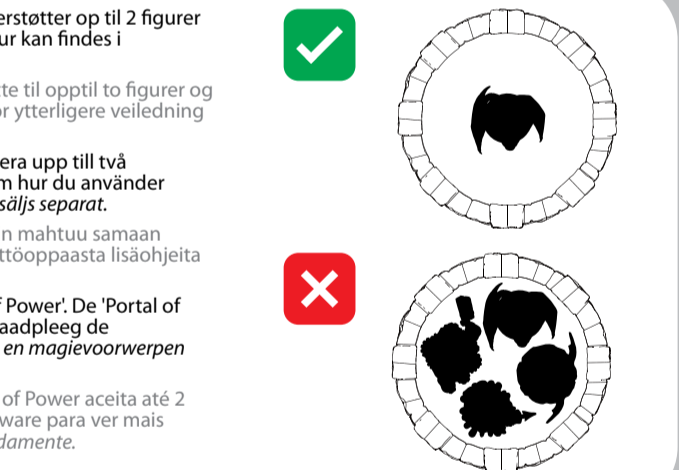 erstøtter op til 2 figurer
ur kan findes i
te til opptil to figurer og
or ytterligere veiledning
era upp till två
m hur du använder
säljs separat.
n mahtuu samaan
ttöoppaasta lisäohjeita
f Power'. De 'Portal of
aadpleeg de
en magievoorwerpen
of Power aceita até 2
ware para ver mais
damente.